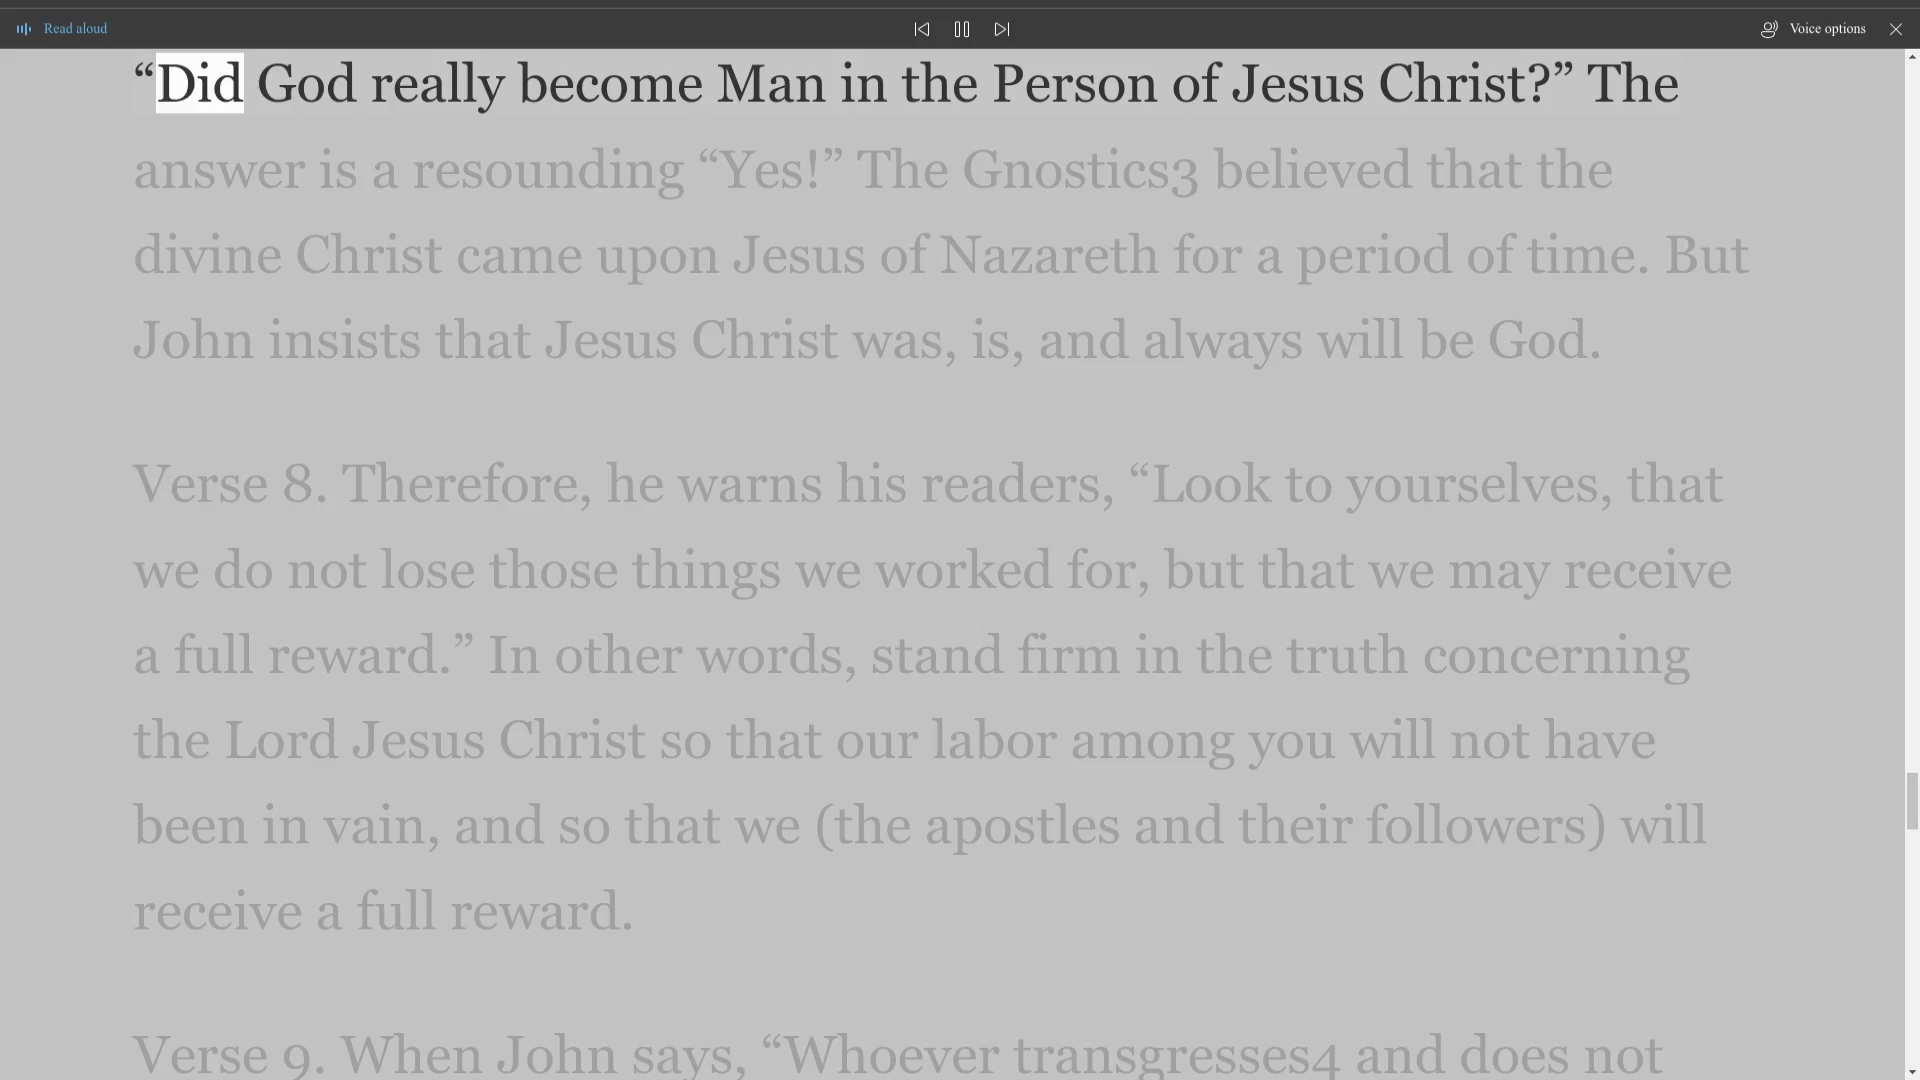 Read aloud
Voice options
“Did God really become Man in the Person of Jesus Christ?” The
answer is a resounding “Yes!” The Gnostics3 believed that the
divine Christ came upon Jesus of Nazareth for a period of time. But
John insists that Jesus Christ was, is, and always will be God.
Verse 8. Therefore, he warns his readers, “Look to yourselves, that
we do not lose those things we worked for, but that we may receive
a full reward.” In other words, stand firm in the truth concerning
the Lord Jesus Christ so that our labor among you will not have
been in vain, and so that we (the apostles and their followers) will
receive a full reward.
Verse 9. When John says, “Whoever transgresses4 and does not